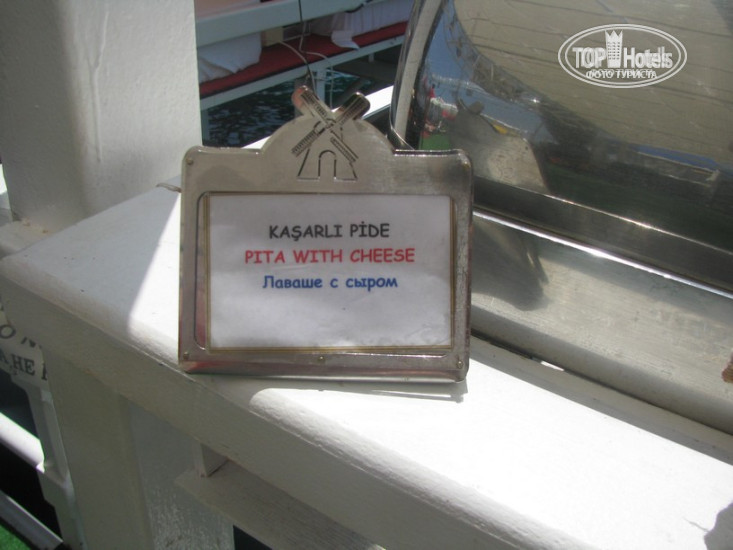 TOP Hotels
ФОТО ТУРИСТА
KAŞARLI PİDE
PITA WITH CHEESE
Лаваше с сыром